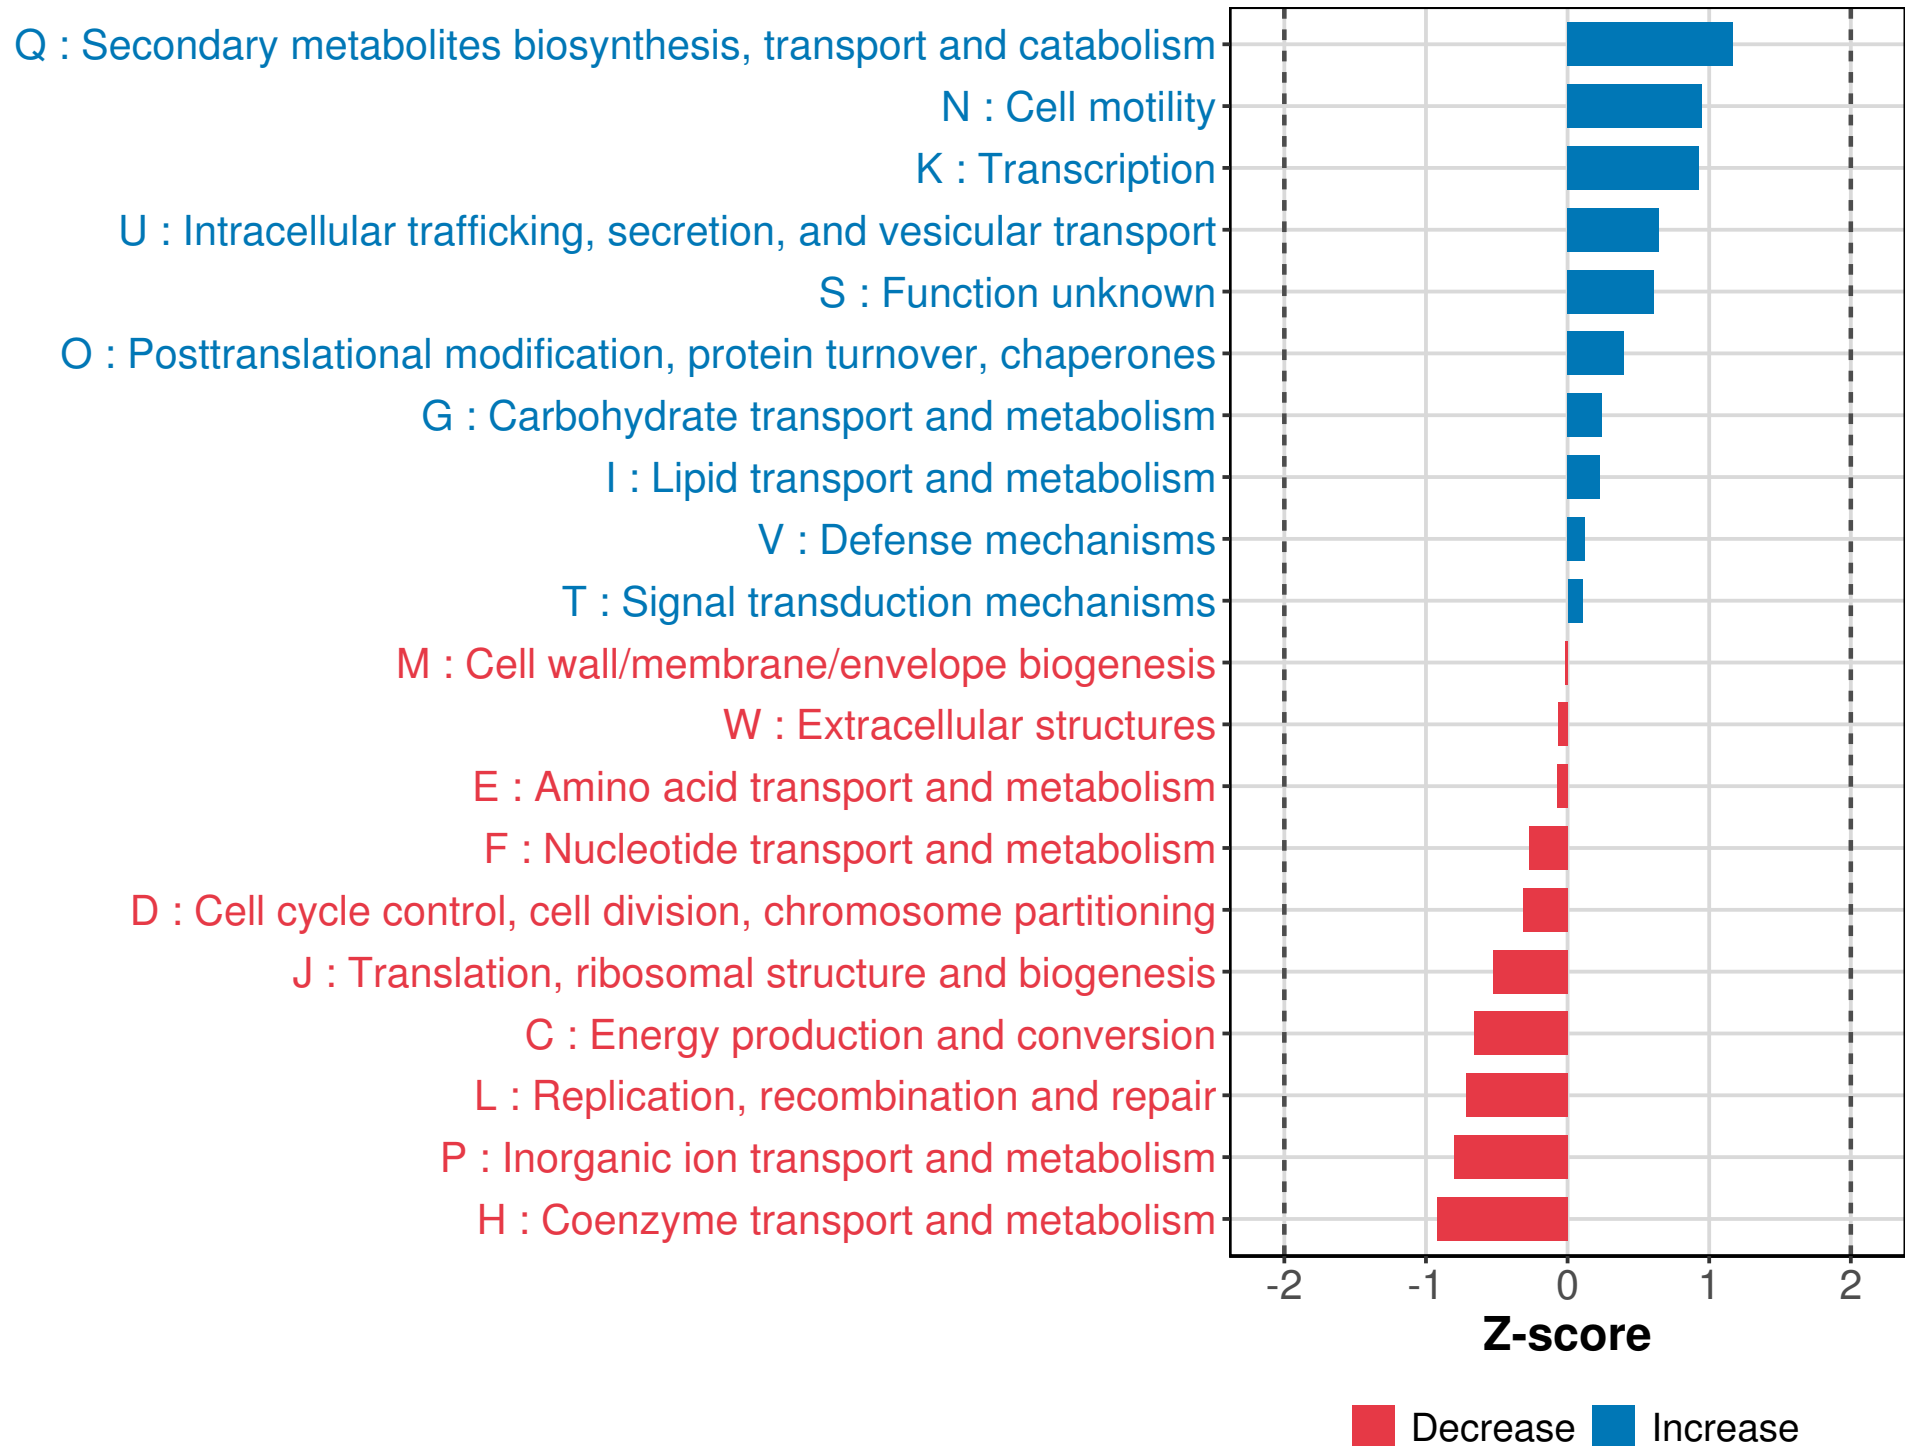 Q : Secondary metabolites biosynthesis, transport and catabolism
N : Cell motility
K : Transcription
U : Intracellular trafficking, secretion, and vesicular transport
S : Function unknown
O : Posttranslational modification, protein turnover, chaperones
G : Carbohydrate transport and metabolism
I : Lipid transport and metabolism
V : Defense mechanisms
T : Signal transduction mechanisms
M : Cell wall/membrane/envelope biogenesis
W : Extracellular structures
E : Amino acid transport and metabolism
F : Nucleotide transport and metabolism
D : Cell cycle control, cell division, chromosome partitioning
J : Translation, ribosomal structure and biogenesis
C : Energy production and conversion
L : Replication, recombination and repair
P : Inorganic ion transport and metabolism
H : Coenzyme transport and metabolism
-2 -1 0 1 2
Z-score
Decrease Increase